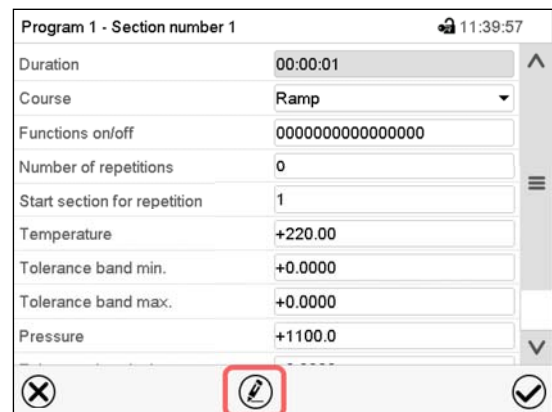 Program 1 - Section number 1 11:39:57
Duration 00:00:01
Course Ramp
Functions on/off 0000000000000000
Number of repetitions 0
Start section for repetition 1
Temperature +220.00
Tolerance band min. +0.0000
Tolerance band max. +0.0000
Pressure +1100.0